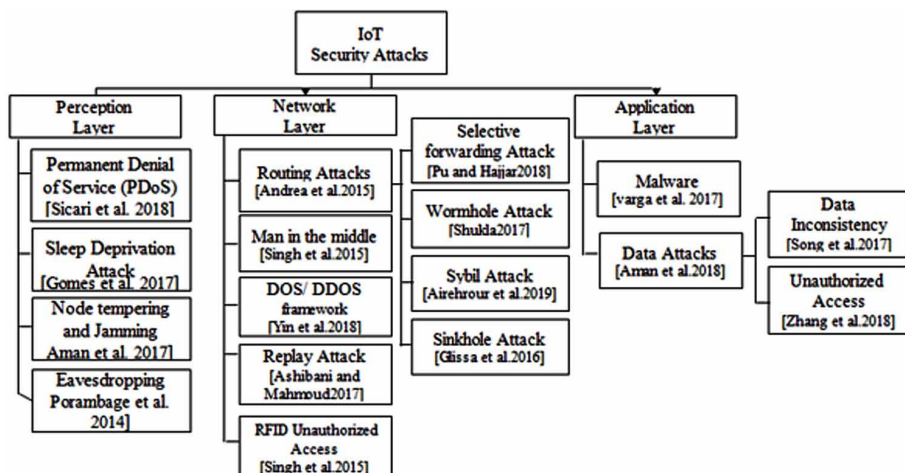 IoT
Security Attacks
Perception
Layer
Permanent Denial
of Service (PDoS)
[Sicari et al. 2018]
Sleep Deprivation
Attack
[Gomes et al. 2017]
Node tempering
and Jamming
Aman et al. 2017]
Eavesdropping
Porambage et al.
2014]
Network
Layer
Routing Attacks
[Andrea et al.2015]
Man in the middle
[Singh et al.2015]
DOS/ DDOS
framework
[Yin et al.2018]
Replay Attack
[Ashibani and
Mahmoud2017]
RFID Unauthorized
Access
[Singh et al.2015]
Selective
forwarding Attack
[Pu and Hajjar2018]
Wormhole Attack
[Shukla2017]
Sybil Attack
[Airehrour et al.2019]
Sinkhole Attack
[Glissa et al.2016]
Application
Layer
Malware
[varga et al. 2017]
Data Attacks
[Aman et al.2018]
Data
Inconsistency
[Song et al.2017]
Unauthorized
Access
[Zhang et al.2018]